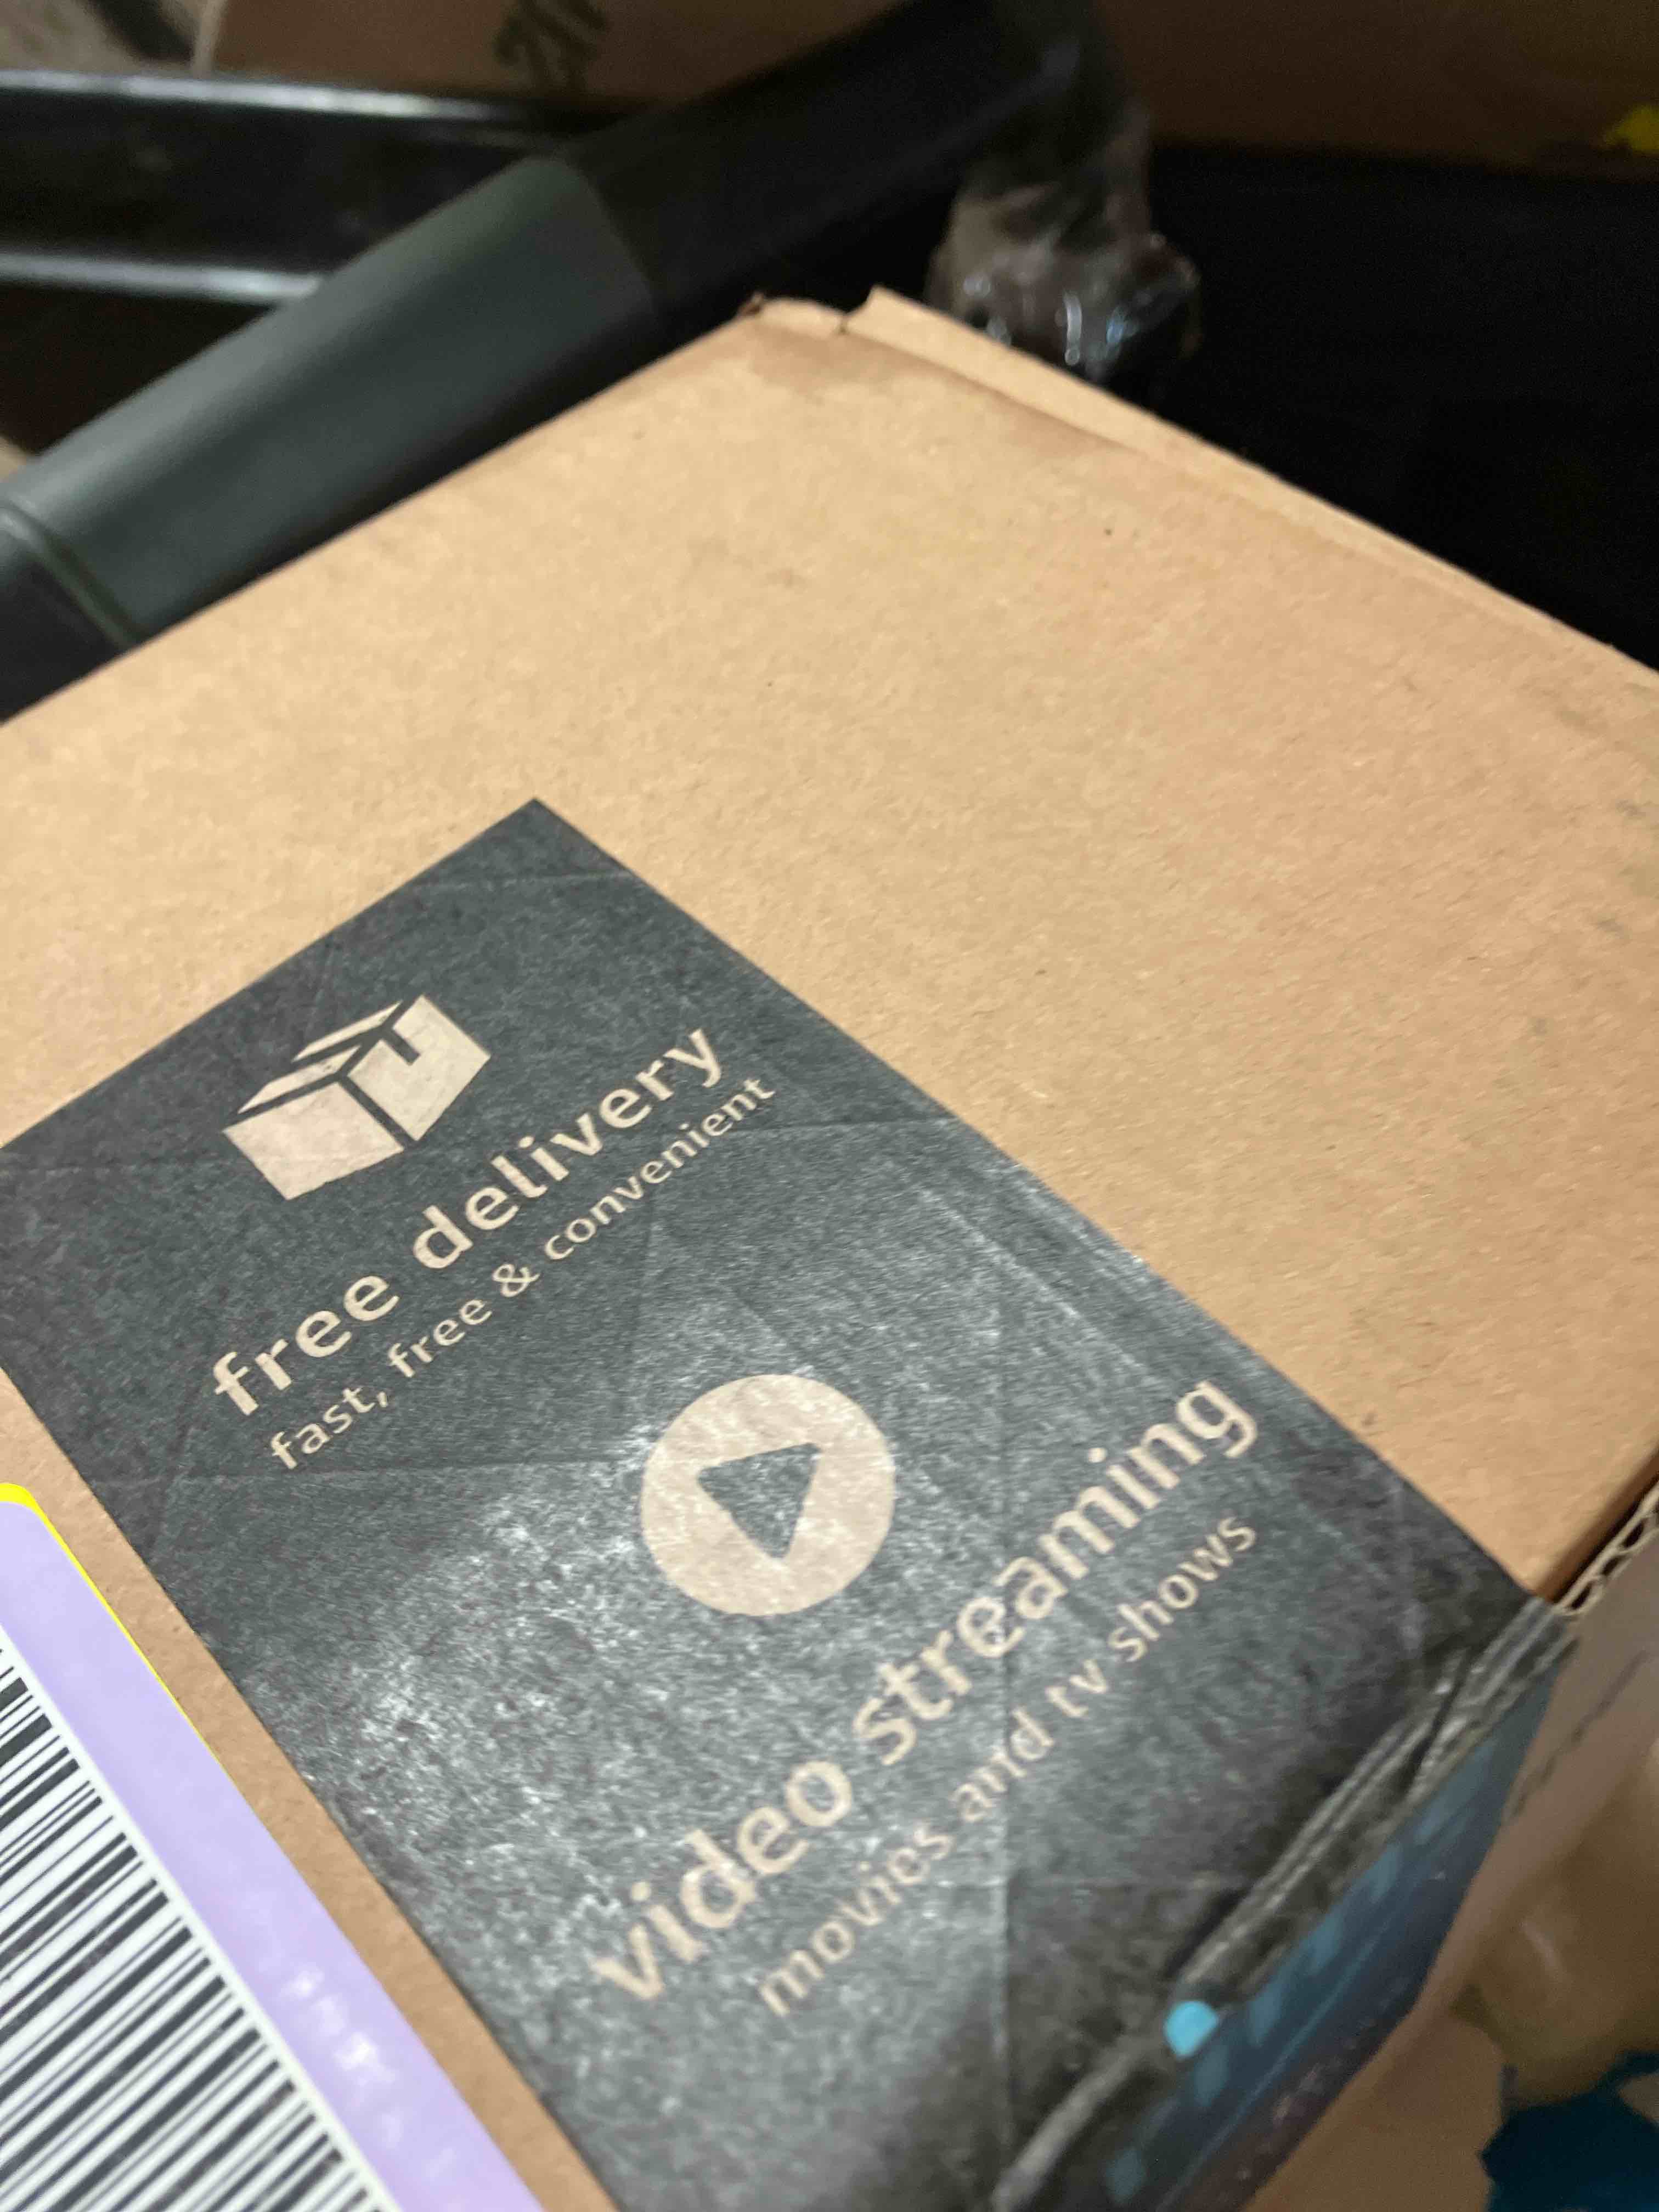 free delivery
fast, free & convenient
video streaming
movies and tv shows